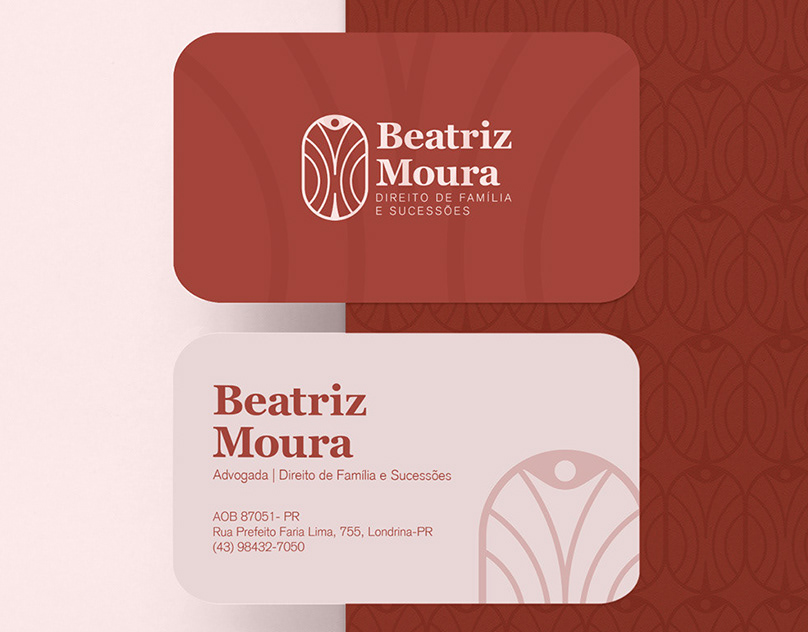 Beatriz
Moura
DIREITO DE FAMÍLIA
E SUCESSÕES
Beatriz
Moura
Advogada | Direito de Família e Sucessões
AOB 87051- PR
Rua Prefeito Faria Lima, 755, Londrina-PR
(43) 98432-7050